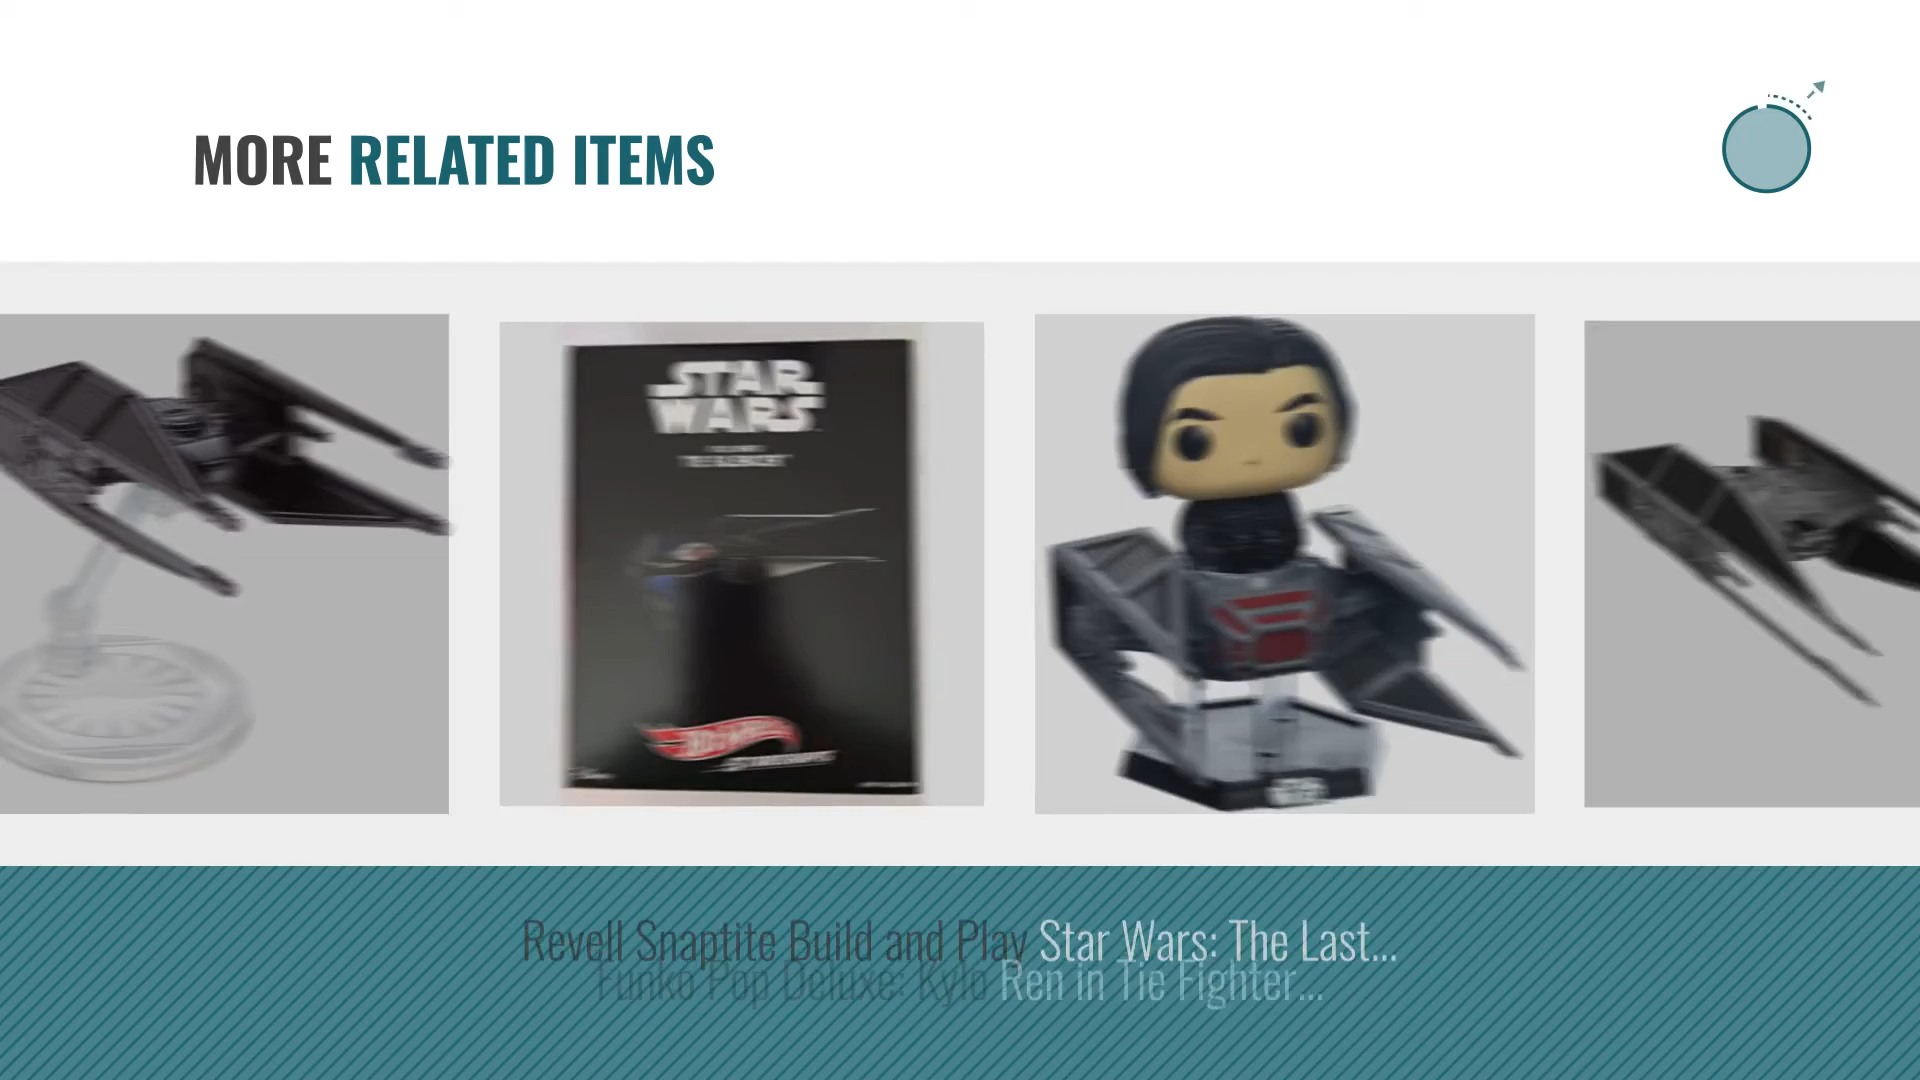 MORE RELATED ITEMS
STAR
WARS
Revell Snaptite Build and Play Star Wars: The Last...
Funko Pop Deluxe: Kylo Ren in Tie Fighter...